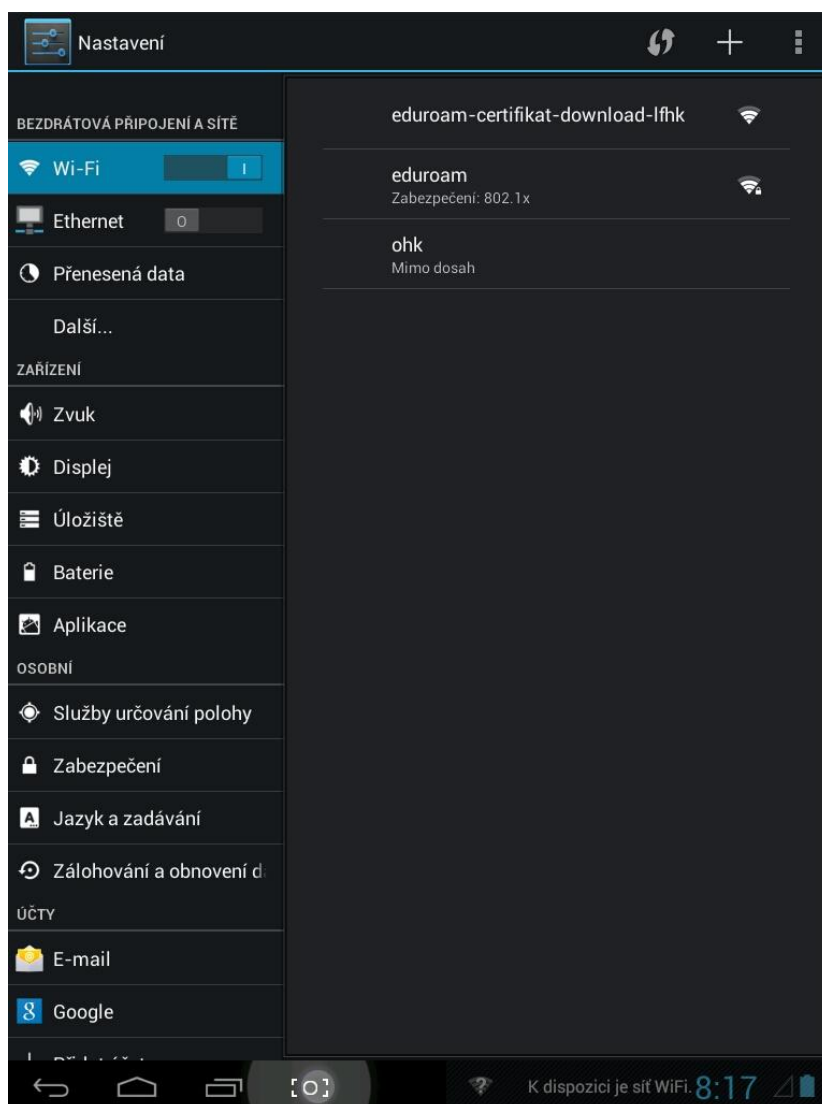 Nastavení
BEZDRÁTOVÁ PŘIPOJENÍ A SÍTĚ
Wi-Fi
I
Ethernet
O
Přenesená data
Další...
ZAŘÍZENÍ
Zvuk
Displej
Úložiště
Baterie
Aplikace
OSOBNÍ
Služby určování polohy
Zabezpečení
Jazyk a zadávání
Zálohování a obnovení d
ÚČTY
E-mail
Google
eduroam-certifikat-download-lfhk
eduroam
Zabezpečení: 802.1x
ohk
Mimo dosah
K dispozici je síť WiFi.
8:17